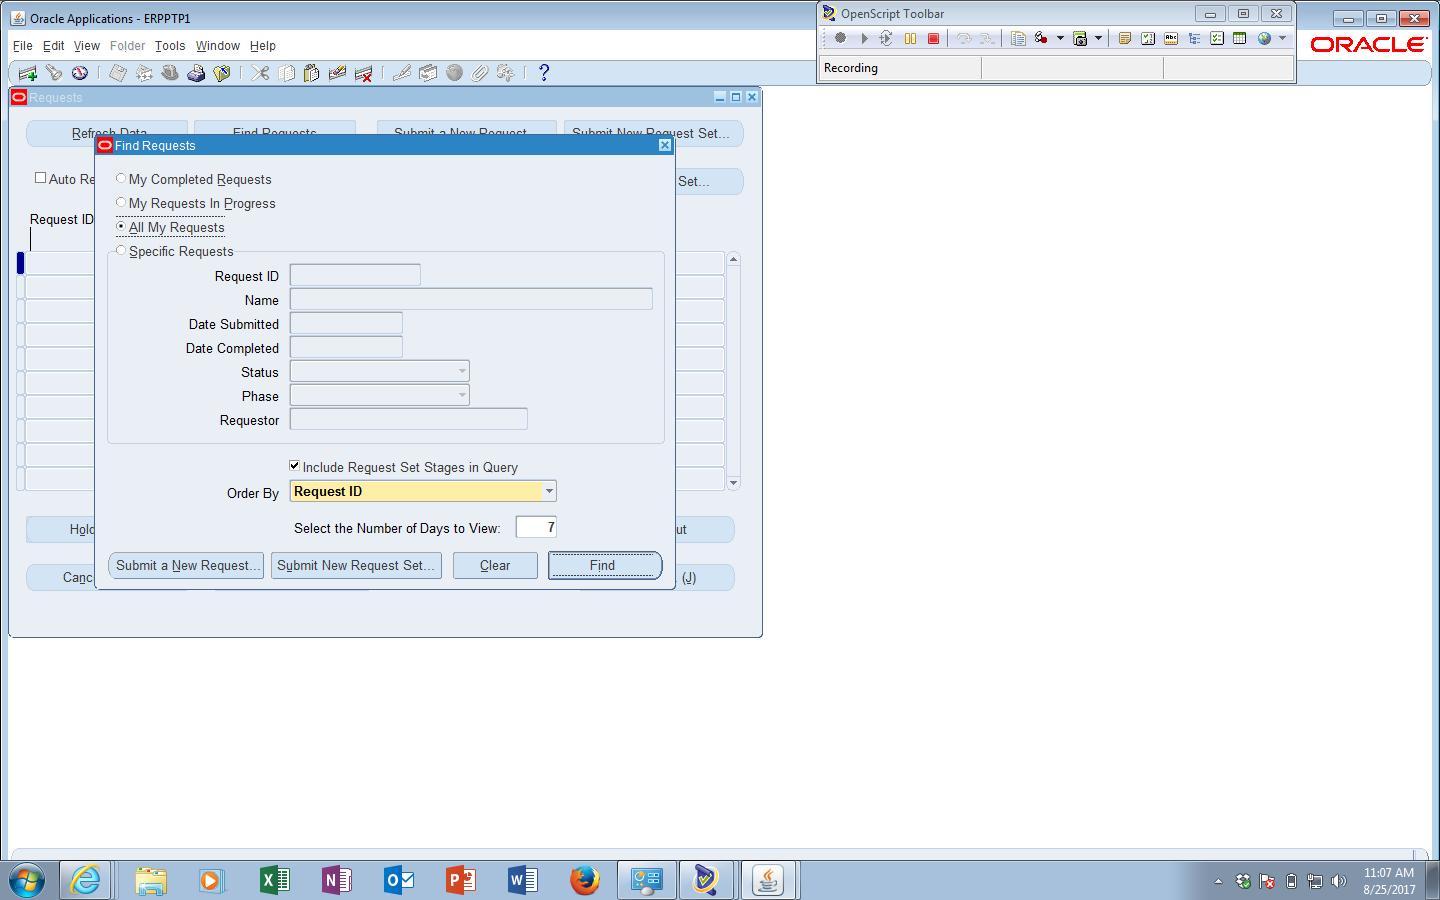 Oracle Applications - ERPPTP1
OpenScript Toolbar
File Edit View Folder Tools Window Help
ORACLE
Recording
Requests
Refresh Data Find Requests Submit a New Request Submit New Request Set...
Find Requests
My Completed Requests
Auto Re Set...
My Requests In Progress
Request ID
All My Requests
Specific Requests
Request ID
Name
Date Submitted
Date Completed
Status
Phase
Requestor
Include Request Set Stages in Query
Order By Request ID
Select the Number of Days to View: 7
Hold ut
Submit a New Request... Submit New Request Set... Clear Find
Canc (J)
11:07 AM
8/25/2017